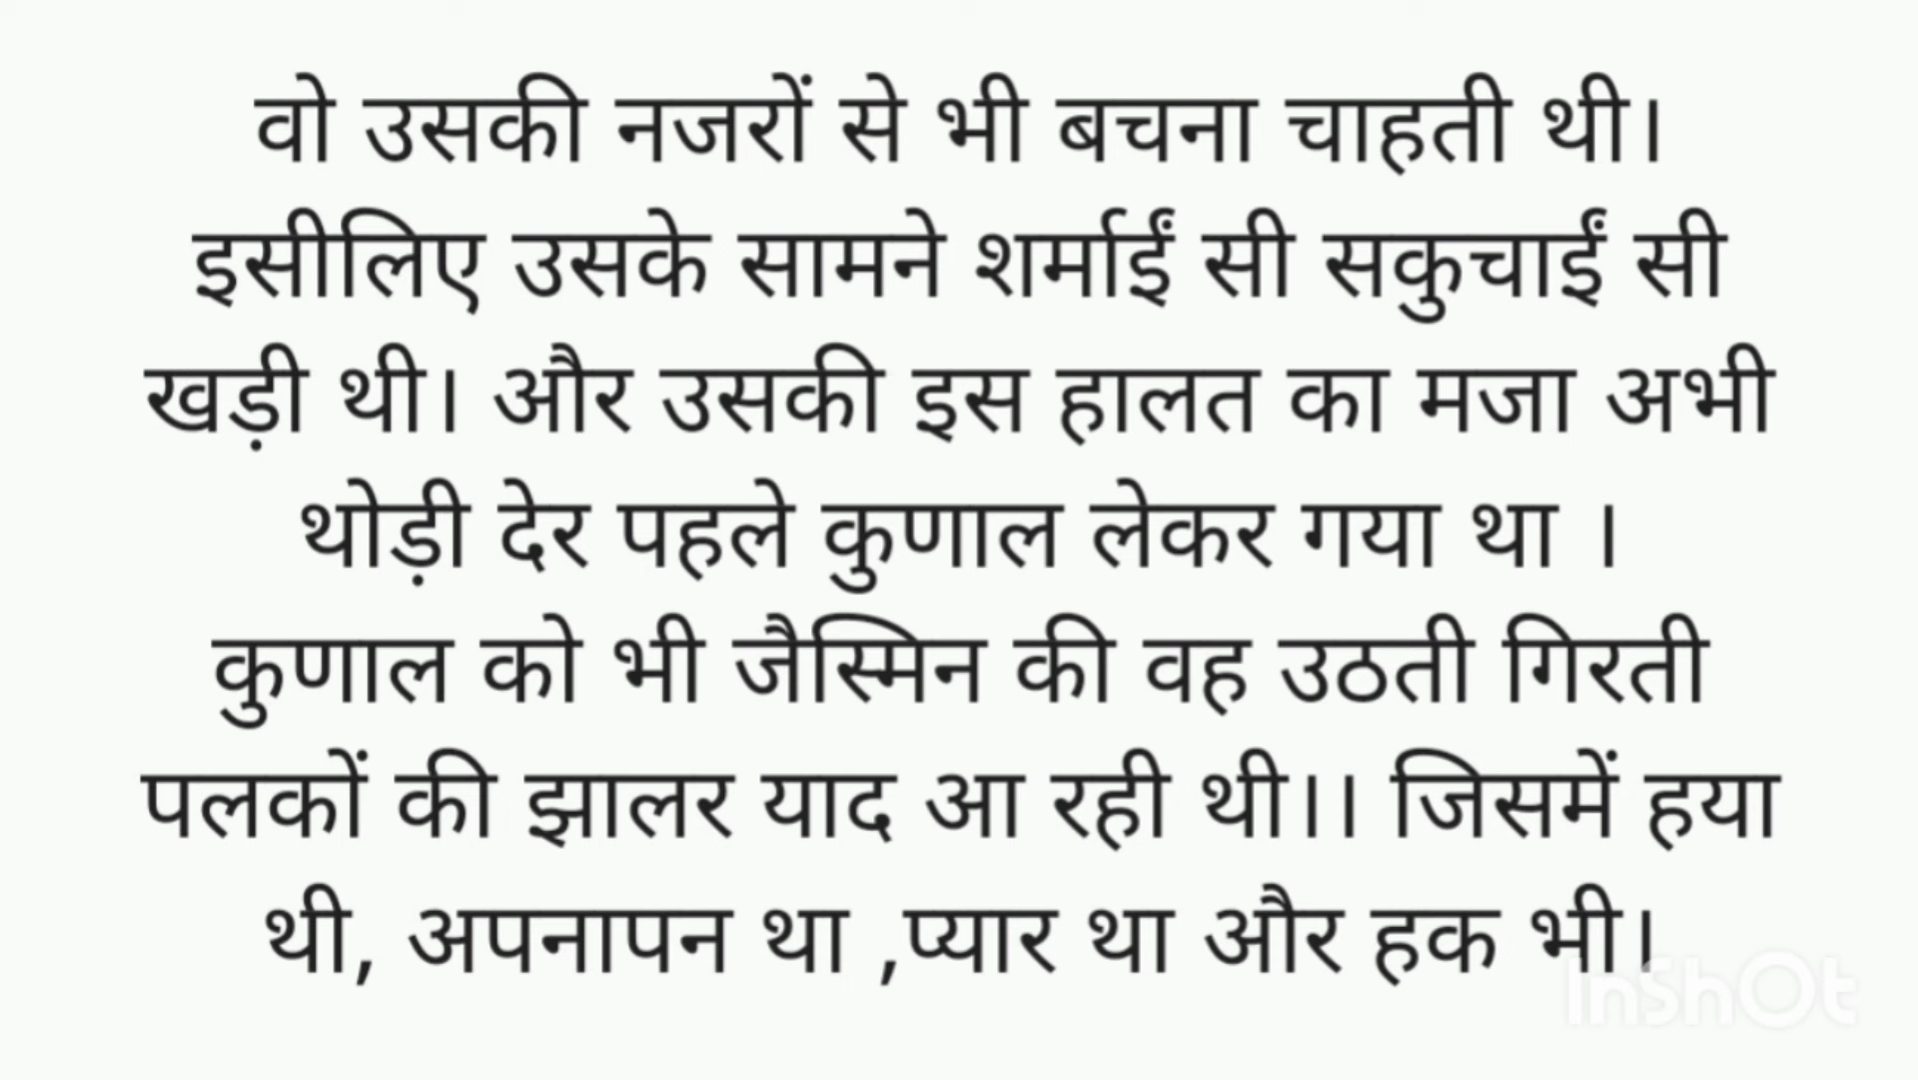 वो उसकी नजरों से भी बचना चाहती थी।
इसीलिए उसके सामने शर्माईं सी सकुचाईं सी
खड़ी थी। और उसकी इस हालत का मजा अभी
थोड़ी देर पहले कुणाल लेकर गया था ।
कुणाल को भी जैस्मिन की वह उठती गिरती
पलकों की झालर याद आ रही थी।। जिसमें हया
थी, अपनापन था ,प्यार था और हक भी।
InShOt